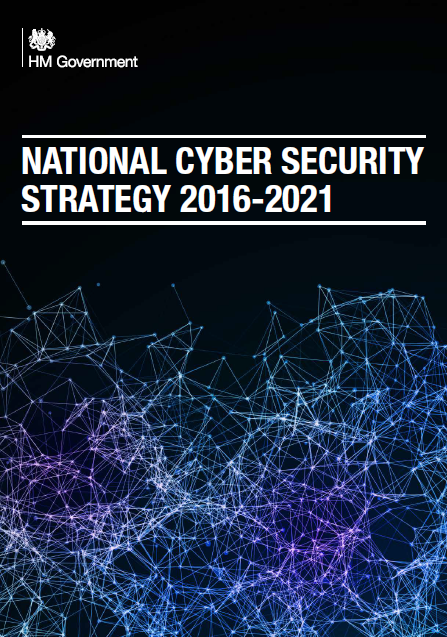 HM Government
NATIONAL CYBER SECURITY
STRATEGY 2016-2021